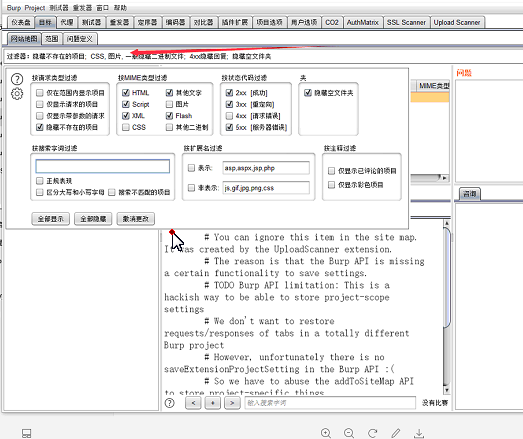 Burp Project 测试器 重发器 窗口 帮助
仪表盘 目标 代理 测试器 重发器 定序器 编码器 对比器 插件扩展 项目选项 用户选项 CO2 AuthMatrix SSL Scanner Upload Scanner
网站地图 范围 问题定义
过滤器: 隐藏不存在的项目; CSS, 图片, 一般隐藏二进制文件; 4xx隐藏回复; 隐藏空文件夹
问题
MIME类型
按请求类型过滤 按MIME类型过滤 按状态代码过滤 夹
仅在范围内显示项目 HTML 其他文字 2xx [成功] 隐藏空文件夹
仅显示请求的项目 Script 图片 3xx [重定向]
仅显示带参数的请求 XML Flash 4xx [请求错误]
隐藏不存在的项目 CSS 其他二进制 5xx [服务器错误]
按搜索字词过滤 按扩展名过滤 按注释过滤
表示: asp,aspx,jsp,php 仅显示已评论的项目
正规表现
区分大写和小写字母 搜索不匹配的项目 非表示: js,gif,jpg,png,css 仅显示彩色项目
咨询
全部显示 全部隐藏 撤消更改
# You can ignore this item in the site map.
It was created by the UploadScanner extension.
# The reason is that the Burp API is missing
a certain functionality to save settings.
# TODO Burp API limitation: This is a
hackish way to be able to store project-scope
settings
# We don't want to restore
requests/responses of tabs in a totally different
Burp project
# However, unfortunately there is no
saveExtensionProjectSetting in the Burp API :(
# So we have to abuse the addToSiteMap API
to store project-specific things
? < + > 输入搜索字词 没有比赛